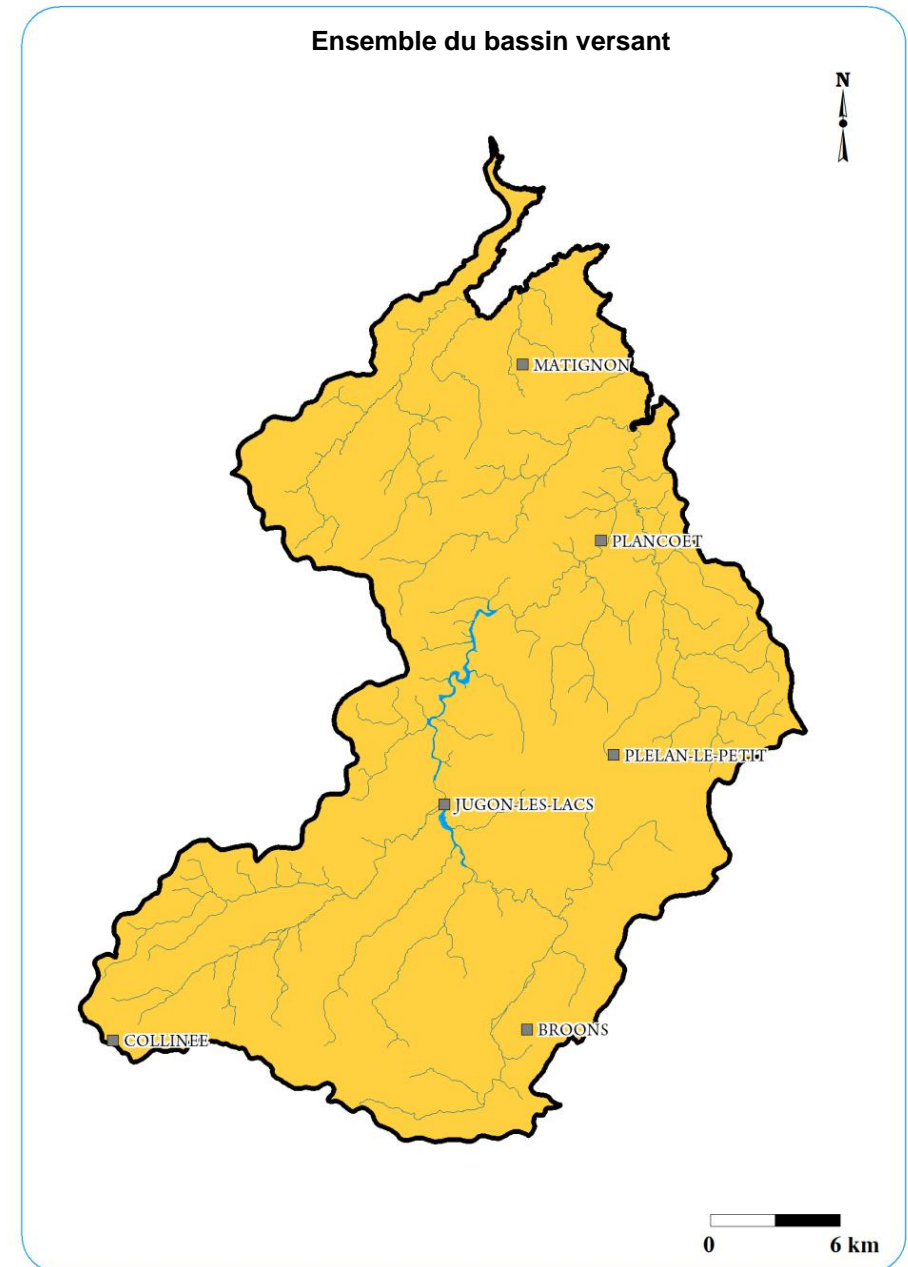 Ensemble du bassin versant
N
MATIGNON
PLANCOET
PLELAN-LE-PETIT
JUGON-LES-LACS
BROONS
COLLINEE
0 6 km